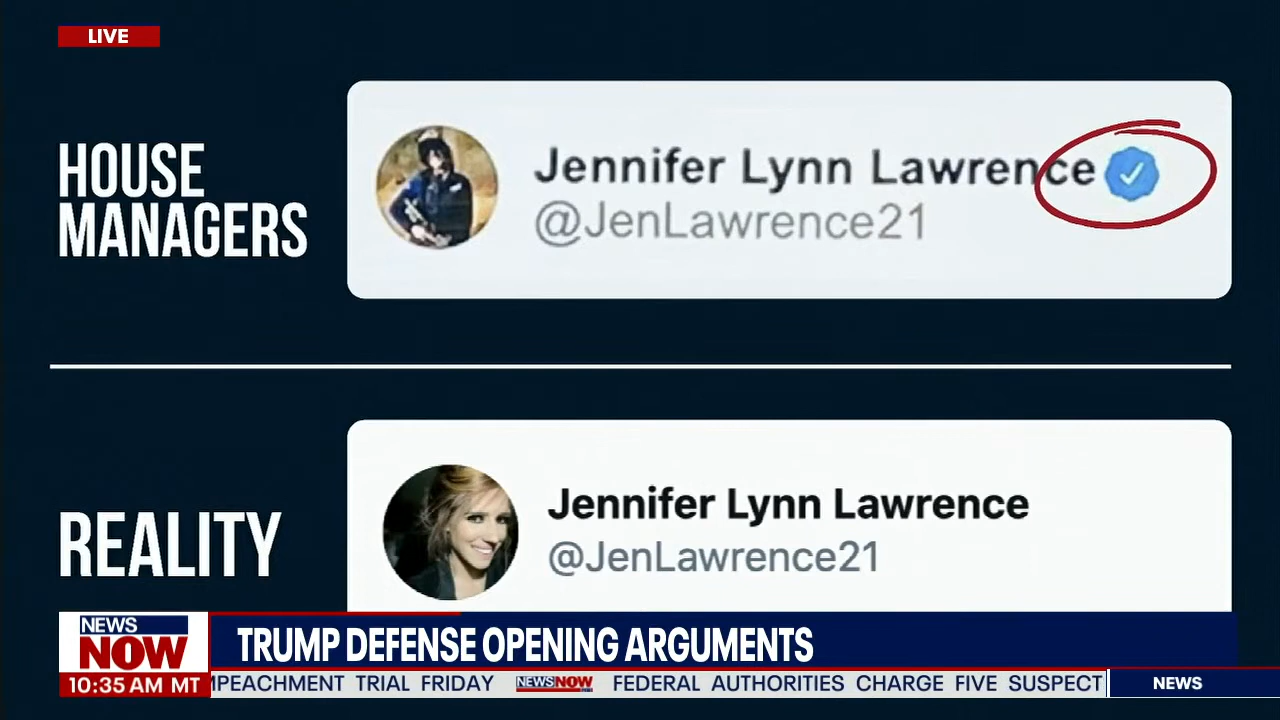 LIVE
HOUSE
MANAGERS
Jennifer Lynn Lawrence
@JenLawrence21
REALITY
Jennifer Lynn Lawrence
@JenLawrence21
NEWS
NOW
TRUMP DEFENSE OPENING ARGUMENTS
10:35 AM MT
MPEACHMENT TRIAL FRIDAY NEWSNOW FEDERAL AUTHORITIES CHARGE FIVE SUSPECT
NEWS